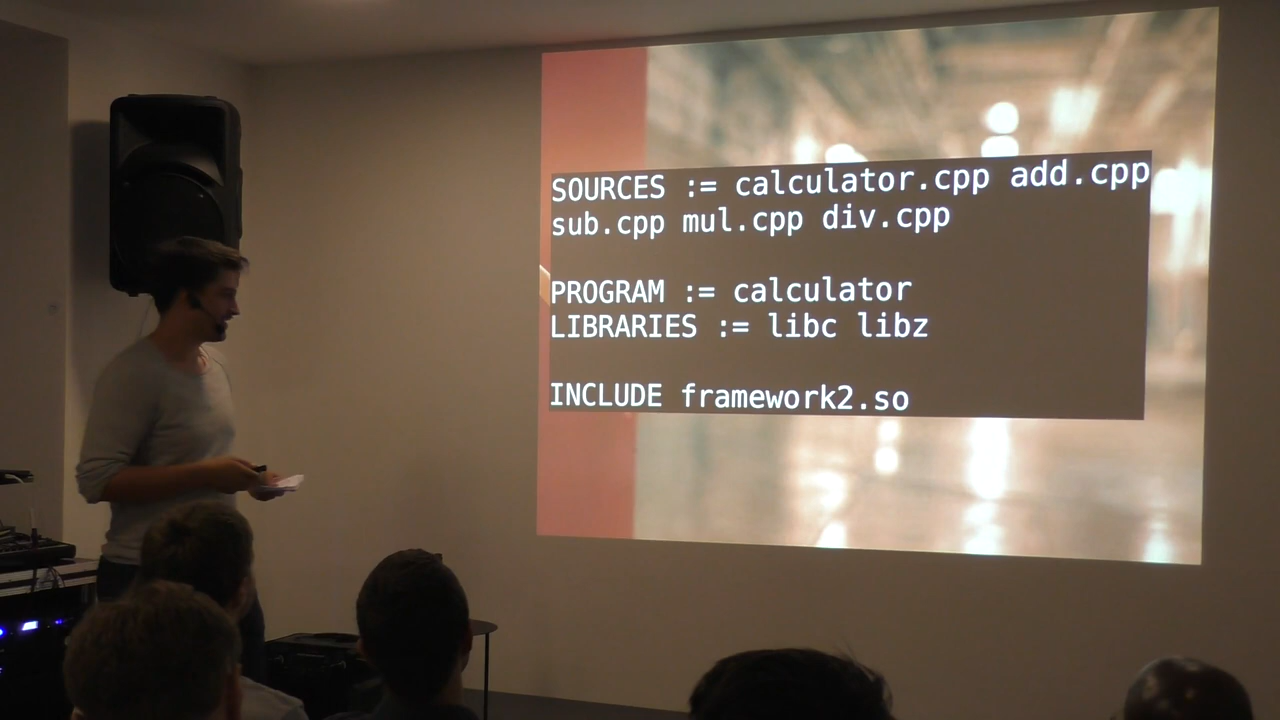 SOURCES := calculator.cpp add.cpp
sub.cpp mul.cpp div.cpp
PROGRAM := calculator
LIBRARIES := libc libz
INCLUDE framework2.so